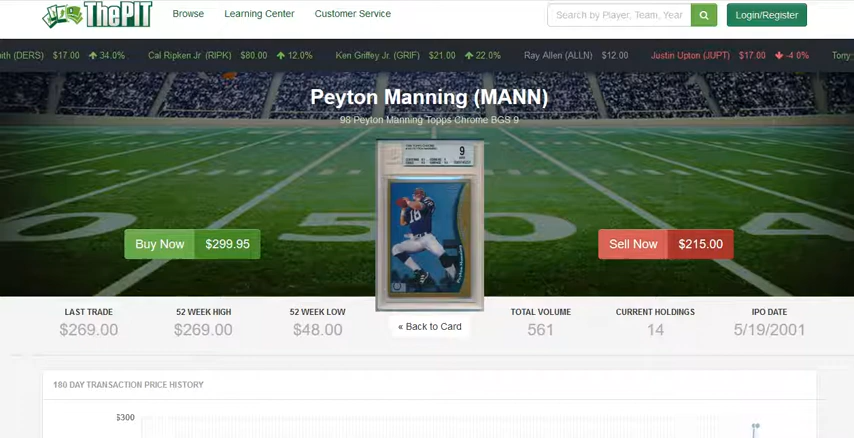 ThePIT
Browse Learning Center Customer Service
Search by Player, Team, Year
Login/Register
ith (DERS) $17.00 34.0% Cal Ripken Jr (RIPK) $80.00 12.0% Ken Griffey Jr. (GRIF) $21.00 22.0% Ray Allen (ALLN) $12.00 Justin Upton (JUPT) $17.00 -4.0% Tony
Peyton Manning (MANN)
98 Peyton Manning Topps Chrome BGS 9
9
18
Buy Now $299.95
Sell Now $215.00
LAST TRADE 52 WEEK HIGH 52 WEEK LOW TOTAL VOLUME CURRENT HOLDINGS IPO DATE
$269.00 $269.00 $48.00 561 14 5/19/2001
« Back to Card
180 DAY TRANSACTION PRICE HISTORY
$300